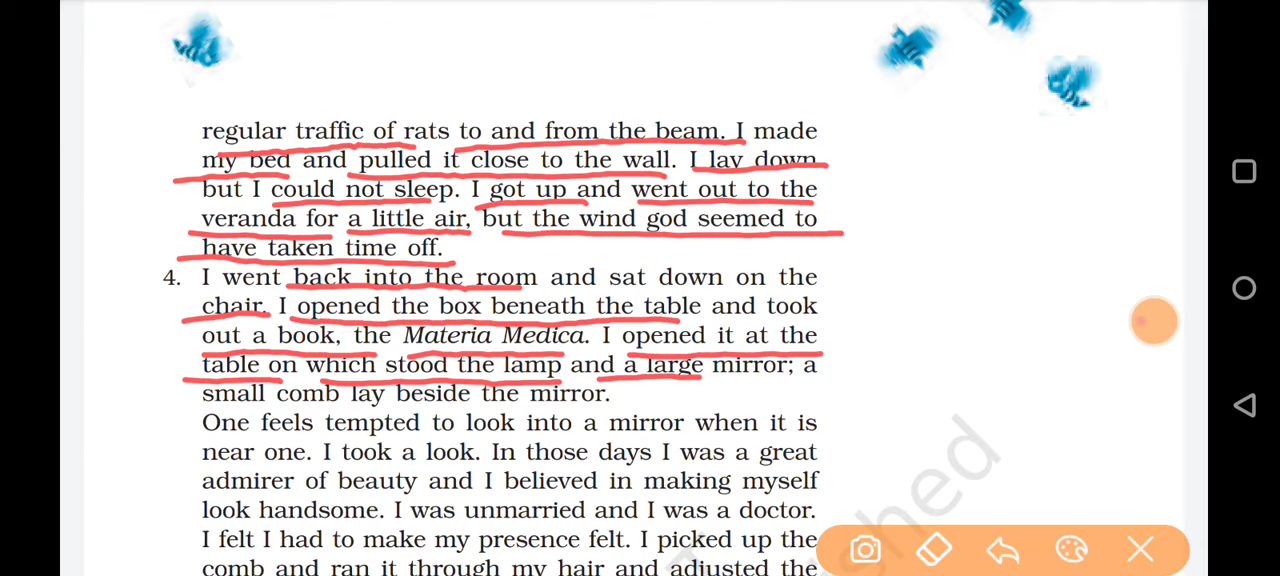 regular traffic of rats to and from the beam. I made
my bed and pulled it close to the wall. I lay down
but I could not sleep. I got up and went out to the
veranda for a little air, but the wind god seemed to
have taken time off.
4. I went back into the room and sat down on the
chair. I opened the box beneath the table and took
out a book, the Materia Medica. I opened it at the
table on which stood the lamp and a large mirror; a
small comb lay beside the mirror.
One feels tempted to look into a mirror when it is
near one. I took a look. In those days I was a great
admirer of beauty and I believed in making myself
look handsome. I was unmarried and I was a doctor.
I felt I had to make my presence felt. I picked up the
comb and ran it through my hair and adjusted the